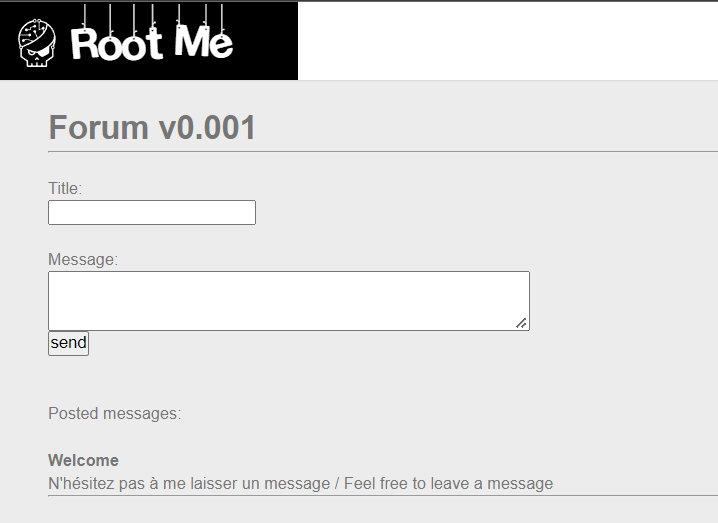 Root Me
Forum v0.001
Title:
Message:
send
Posted messages:
Welcome
N'hésitez pas à me laisser un message / Feel free to leave a message